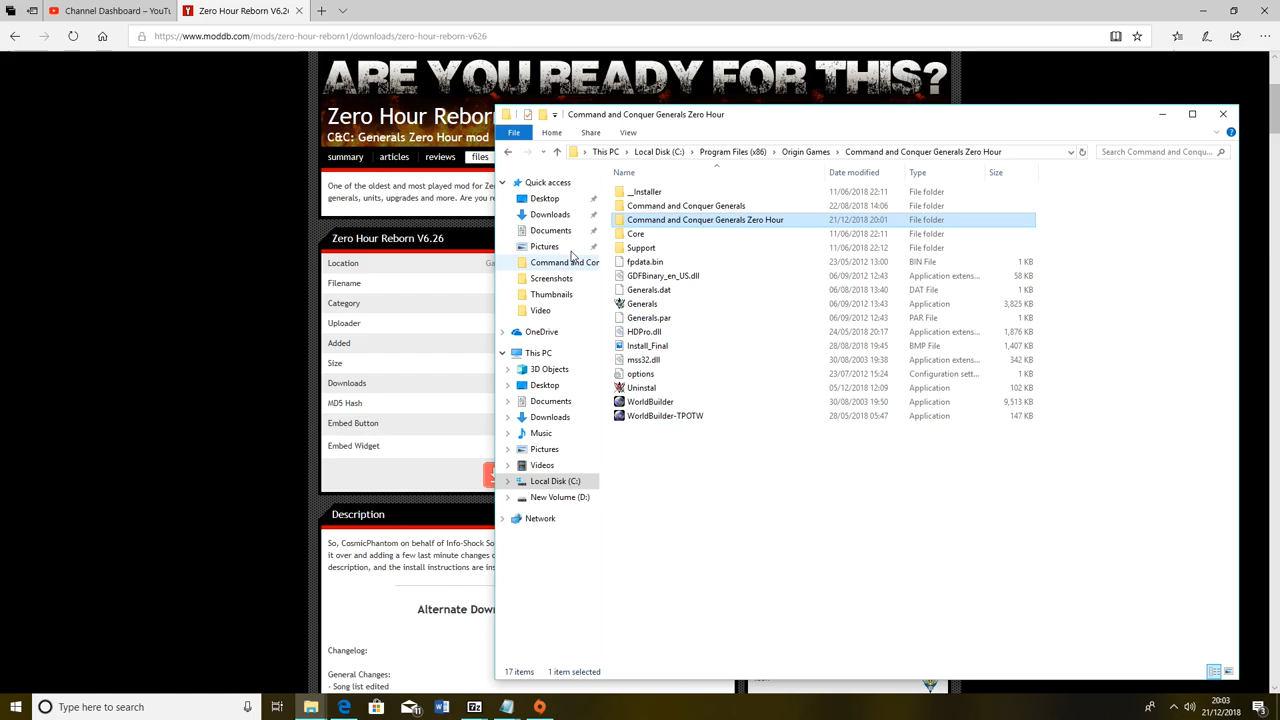 Channel Dashboard – YouTu
Zero Hour Reborn V6.26
https://www.moddb.com/mods/zero-hour-reborn1/downloads/zero-hour-reborn-v626
ARE YOU READY FOR THIS?
Zero Hour Rebor
C&C: Generals Zero Hour mod
summary articles reviews files
One of the oldest and most played mod for Ze
generals, units, upgrades and more. Are you re
Zero Hour Reborn V6.26
Location Ga
Filename
Category
Uploader
Added
Size
Downloads
MD5 Hash
Embed Button
Embed Widget
Description
So, CosmicPhantom on behalf of Info-Shock So
it over and adding a few last minute changes o
description, and the install instructions are ins
Alternate Dow
Changelog:
General Changes:
- Song list edited
Command and Conquer Generals Zero Hour
File Home Share View
This PC Local Disk (C:) Program Files (x86) Origin Games Command and Conquer Generals Zero Hour
Search Command and Conqu...
Quick access
Desktop
Downloads
Documents
Pictures
Command and Cor
Screenshots
Thumbnails
Video
OneDrive
This PC
3D Objects
Desktop
Documents
Downloads
Music
Pictures
Videos
Local Disk (C:)
New Volume (D:)
Network
Name Date modified Type Size
__Installer 11/06/2018 22:11 File folder
Command and Conquer Generals 22/08/2018 14:06 File folder
Command and Conquer Generals Zero Hour 21/12/2018 20:01 File folder
Core 11/06/2018 22:11 File folder
Support 11/06/2018 22:12 File folder
fpdata.bin 23/05/2012 13:00 BIN File 1 KB
GDFBinary_en_US.dll 06/09/2012 12:43 Application extens... 58 KB
Generals.dat 06/08/2018 13:40 DAT File 1 KB
Generals 06/09/2012 13:43 Application 3,825 KB
Generals.par 06/09/2012 12:43 PAR File 1 KB
HDPro.dll 24/05/2018 20:17 Application extens... 1,876 KB
Install_Final 28/08/2018 19:45 BMP File 1,407 KB
mss32.dll 30/08/2003 19:38 Application extens... 342 KB
options 23/07/2012 15:24 Configuration sett... 1 KB
Uninstal 05/12/2018 12:09 Application 102 KB
WorldBuilder 30/08/2003 19:50 Application 9,513 KB
WorldBuilder-TPOTW 28/05/2018 05:47 Application 147 KB
17 items 1 item selected
Type here to search
20:03
21/12/2018